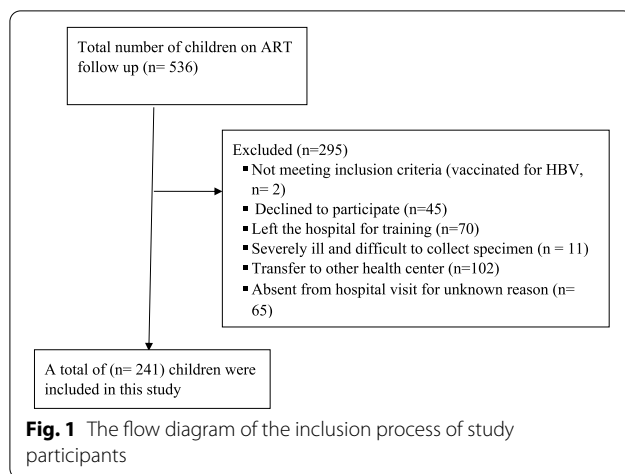 Total number of children on ART
follow up (n= 536)
Excluded (n=295)
▪ Not meeting inclusion criteria (vaccinated for HBV,
n= 2)
▪ Declined to participate (n=45)
▪ Left the hospital for training (n=70)
▪ Severely ill and difficult to collect specimen (n = 11)
▪ Transfer to other health center (n=102)
▪ Absent from hospital visit for unknown reason (n=
65)
A total of (n= 241) children were
included in this study
Fig. 1 The flow diagram of the inclusion process of study
participants